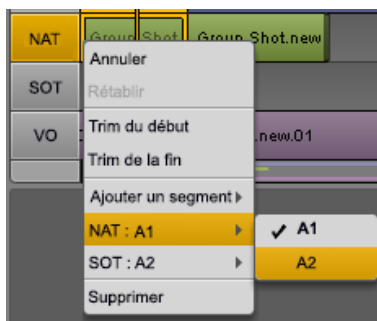 NAT Group Shot Group Shot.new
Annuler
SOT
Rétablir
VO Trim du début .new.01
Trim de la fin
Ajouter un segment
NAT : A1 ✓ A1
SOT : A2 A2
Supprimer